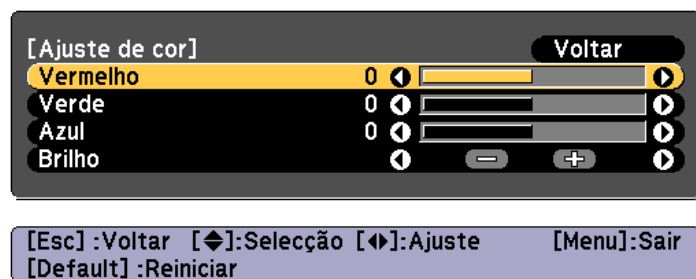 [Ajuste de cor] Voltar
Vermelho 0
Verde 0
Azul 0
Brilho
[Esc] :Voltar [◆]:Selecção [◀▶]:Ajuste [Menu]:Sair
[Default] :Reiniciar